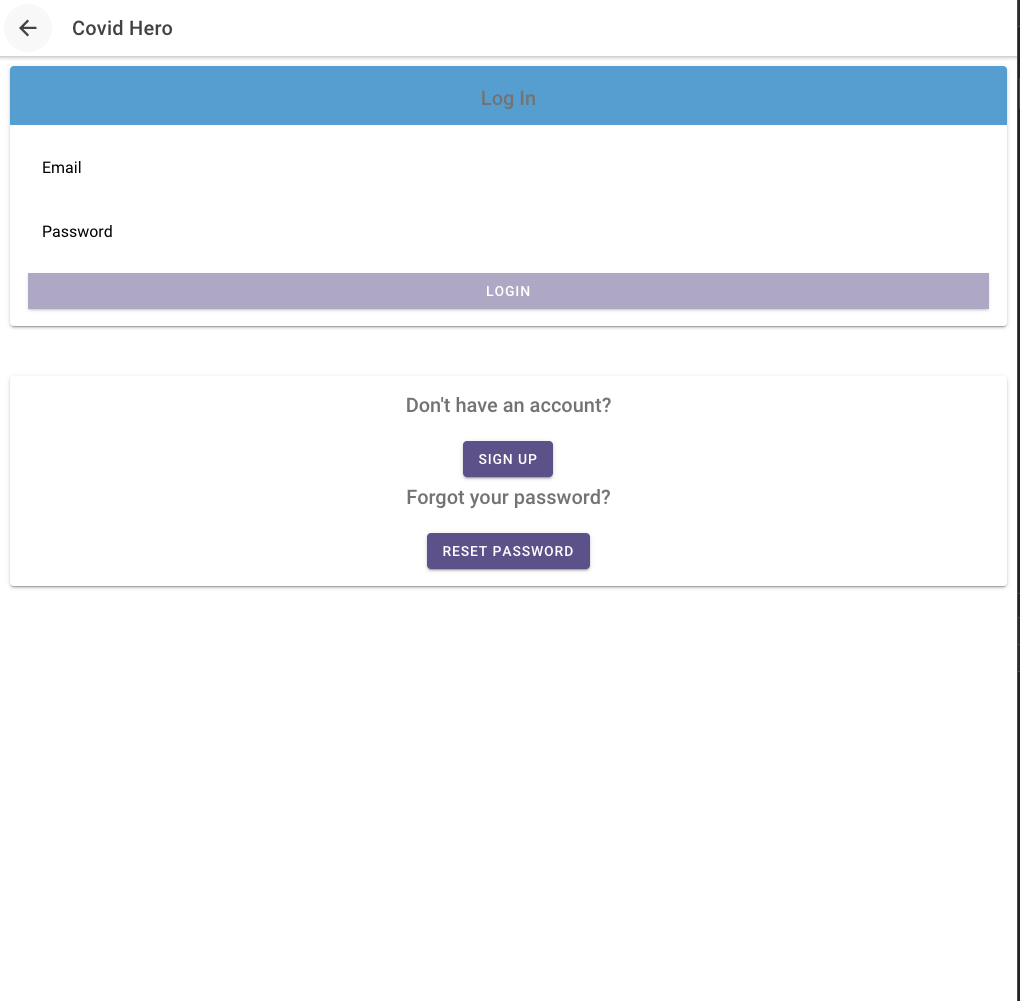 Covid Hero
Log In
Email
Password
LOGIN
Don't have an account?
SIGN UP
Forgot your password?
RESET PASSWORD